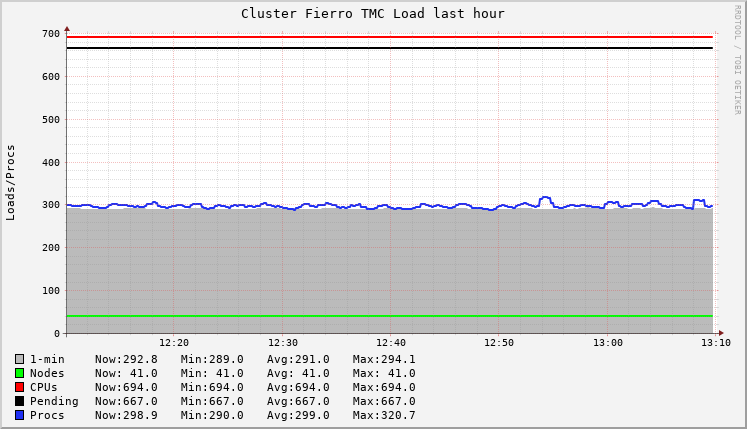 Cluster Fierro TMC Load last hour
RRDTOOL / TOBI OETIKER
Loads/Procs
700
600
500
400
300
200
100
0
12:20 12:30 12:40 12:50 13:00 13:10
1-min Now:292.8 Min:289.0 Avg:291.0 Max:294.1
Nodes Now: 41.0 Min: 41.0 Avg: 41.0 Max: 41.0
CPUs Now:694.0 Min:694.0 Avg:694.0 Max:694.0
Pending Now:667.0 Min:667.0 Avg:667.0 Max:667.0
Procs Now:298.9 Min:290.0 Avg:299.0 Max:320.7